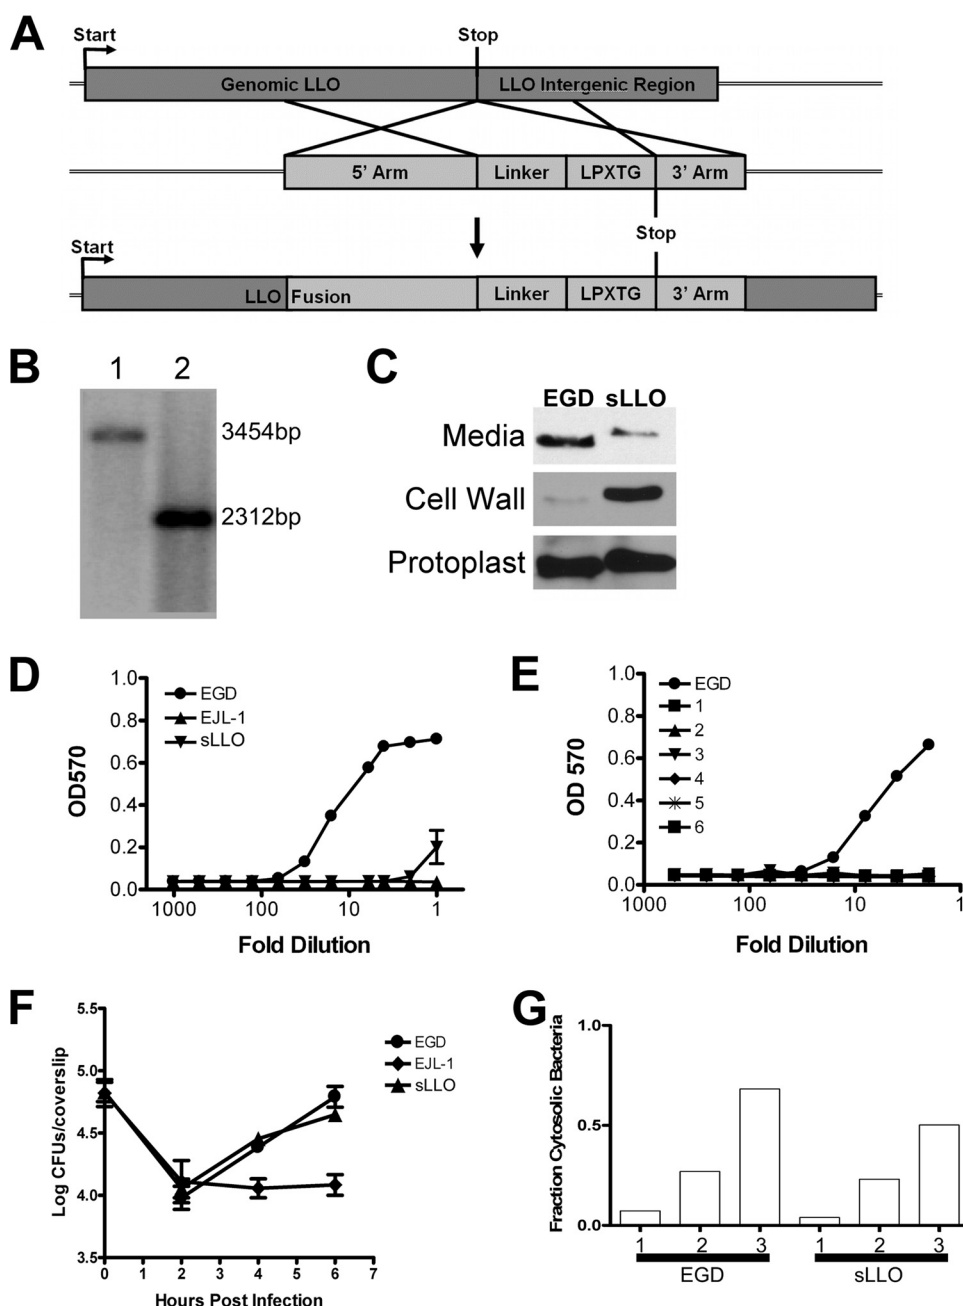 A
Start
Stop
Genomic LLO
LLO Intergenic Region
5' Arm
Linker
LPXTG
3' Arm
Stop
Start
LLO
Fusion
Linker
LPXTG
3' Arm
B
1 2
3454bp
2312bp
C
EGD sLLO
Media
Cell Wall
Protoplast
D
1.0
0.8
0.6
0.4
0.2
0.0
OD570
EGD
EJL-1
sLLO
1000 100 10 1
Fold Dilution
E
1.0
0.8
0.6
0.4
0.2
0.0
OD 570
EGD
1
2
3
4
5
6
1000 100 10 1
Fold Dilution
F
5.5
5.0
4.5
4.0
3.5
Log CFUs/coverslip
EGD
EJL-1
sLLO
0 1 2 3 4 5 6 7
Hours Post Infection
G
1.0
0.5
0.0
Fraction Cytosolic Bacteria
1 2 3 1 2 3
EGD sLLO